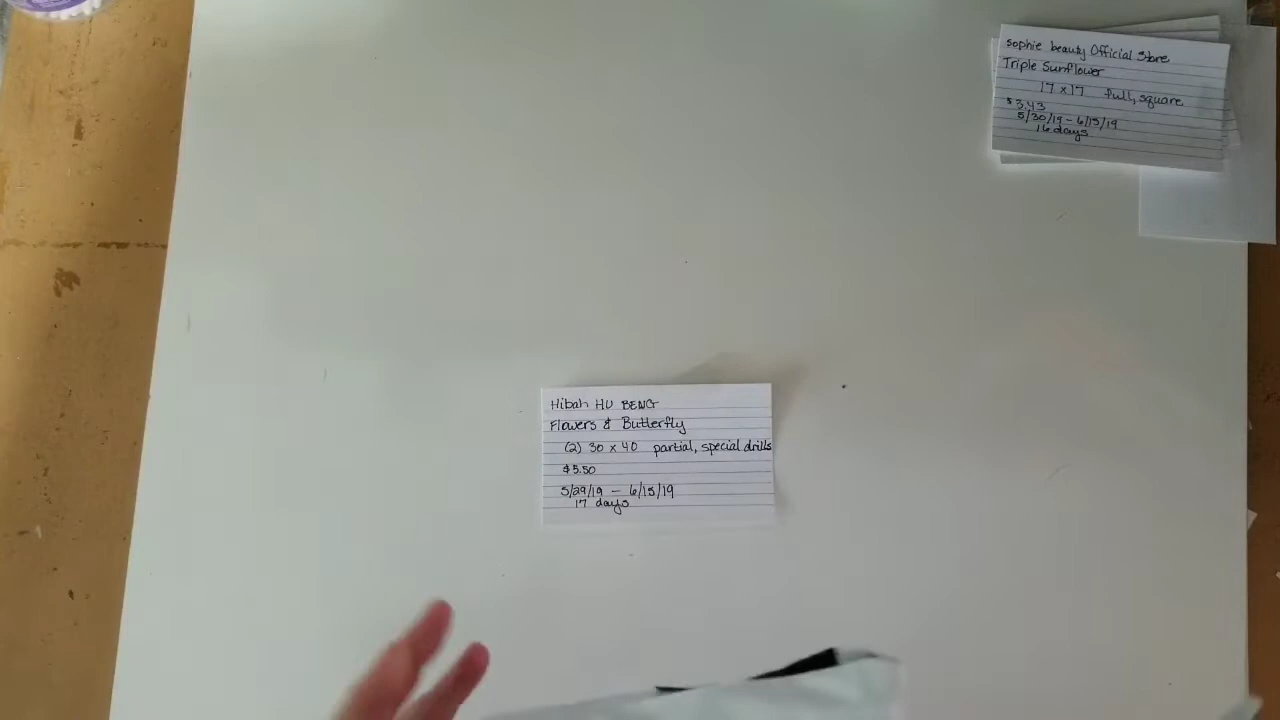 Sophie beauty Official Store
Triple Sunflower
17 x 17 full, square
$3.43
5/30/19 - 6/15/19
16 days
Hibah HU BENG
Flowers & Butterfly
(2) 30 x 40 partial, special drills
$5.50
5/29/19 - 6/15/19
17 days